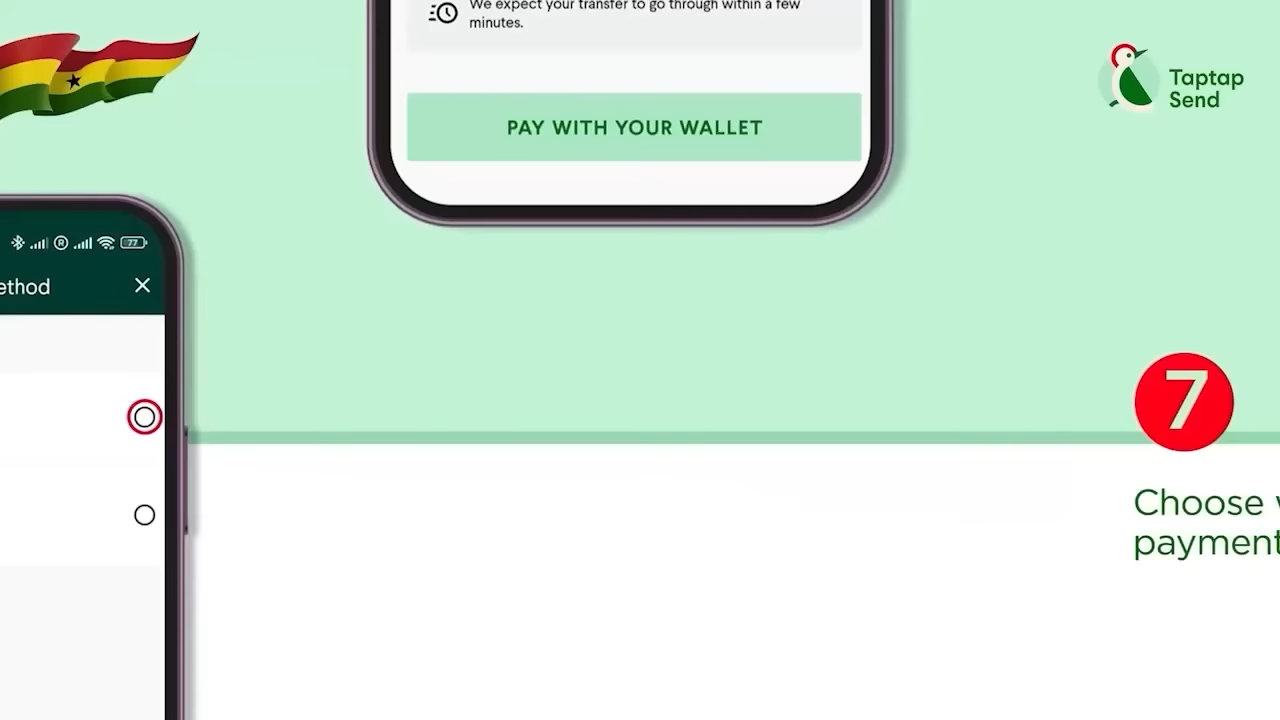 We expect your transfer to go through within a few
minutes.
PAY WITH YOUR WALLET
Taptap
Send
R
77
ethod
7
Choose
payment